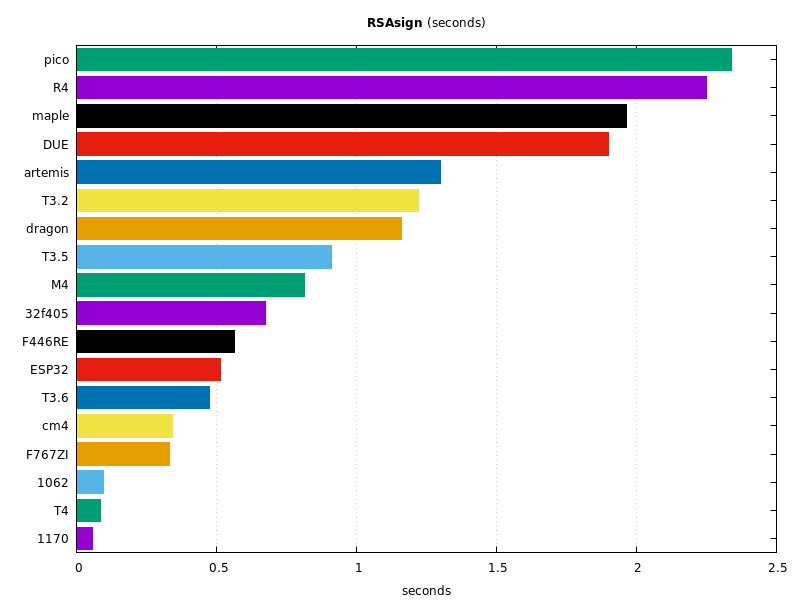 RSAsign (seconds)
pico
R4
maple
DUE
artemis
T3.2
dragon
T3.5
M4
32f405
F446RE
ESP32
T3.6
cm4
F767ZI
1062
T4
1170
0 0.5 1 1.5 2 2.5
seconds